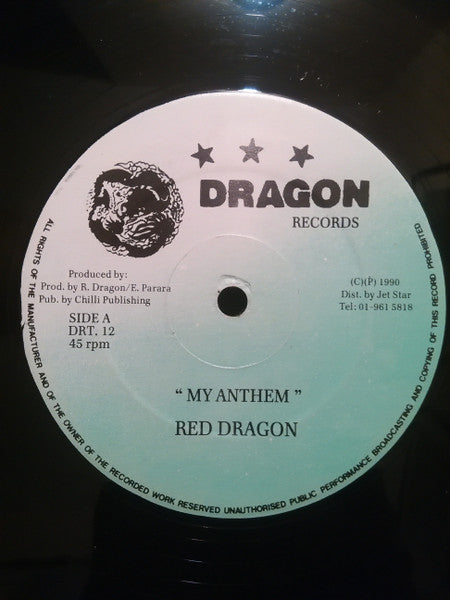 DRAGON
RECORDS
Produced by:
Prod. by R. Dragon/E. Parara
Pub. by Chilli Publishing
SIDE A
DRT. 12
45 rpm
(C)(P) 1990
Dist. by Jet Star
Tel: 01-961 5818
“ MY ANTHEM ”
RED DRAGON
ALL RIGHTS OF THE MANUFACTURER AND OF THE OWNER OF THE RECORDED WORK RESERVED UNAUTHORISED PUBLIC PERFORMANCE BROADCASTING AND COPYING OF THIS RECORD PROHIBITED